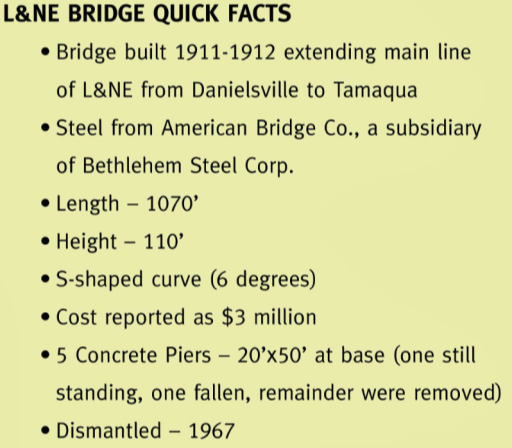 L&NE BRIDGE QUICK FACTS
• Bridge built 1911-1912 extending main line
of L&NE from Danielsville to Tamaqua
• Steel from American Bridge Co., a subsidiary
of Bethlehem Steel Corp.
• Length – 1070’
• Height – 110’
• S-shaped curve (6 degrees)
• Cost reported as $3 million
• 5 Concrete Piers – 20’x50’ at base (one still
standing, one fallen, remainder were removed)
• Dismantled – 1967